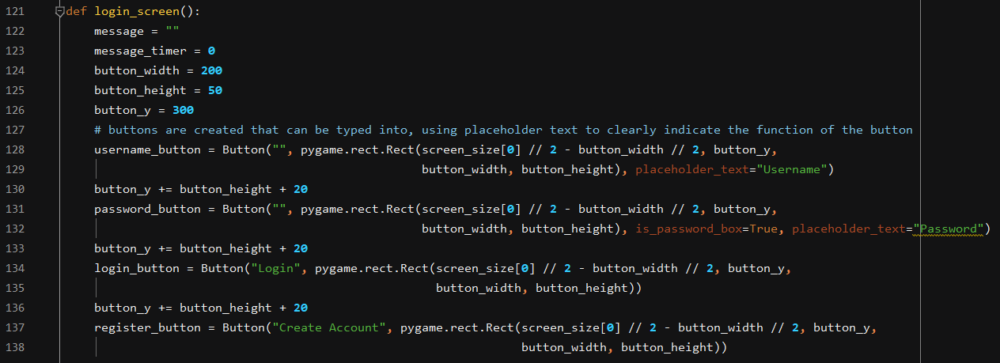 121 def login_screen():
122     message = ""
123     message_timer = 0
124     button_width = 200
125     button_height = 50
126     button_y = 300
127     # buttons are created that can be typed into, using placeholder text to clearly indicate the function of the button
128     username_button = Button("", pygame.rect.Rect(screen_size[0] // 2 - button_width // 2, button_y,
129                                                   button_width, button_height), placeholder_text="Username")
130     button_y += button_height + 20
131     password_button = Button("", pygame.rect.Rect(screen_size[0] // 2 - button_width // 2, button_y,
132                                                   button_width, button_height), is_password_box=True, placeholder_text="Password")
133     button_y += button_height + 20
134     login_button = Button("Login", pygame.rect.Rect(screen_size[0] // 2 - button_width // 2, button_y,
135                                                     button_width, button_height))
136     button_y += button_height + 20
137     register_button = Button("Create Account", pygame.rect.Rect(screen_size[0] // 2 - button_width // 2, button_y,
138                                                                 button_width, button_height))